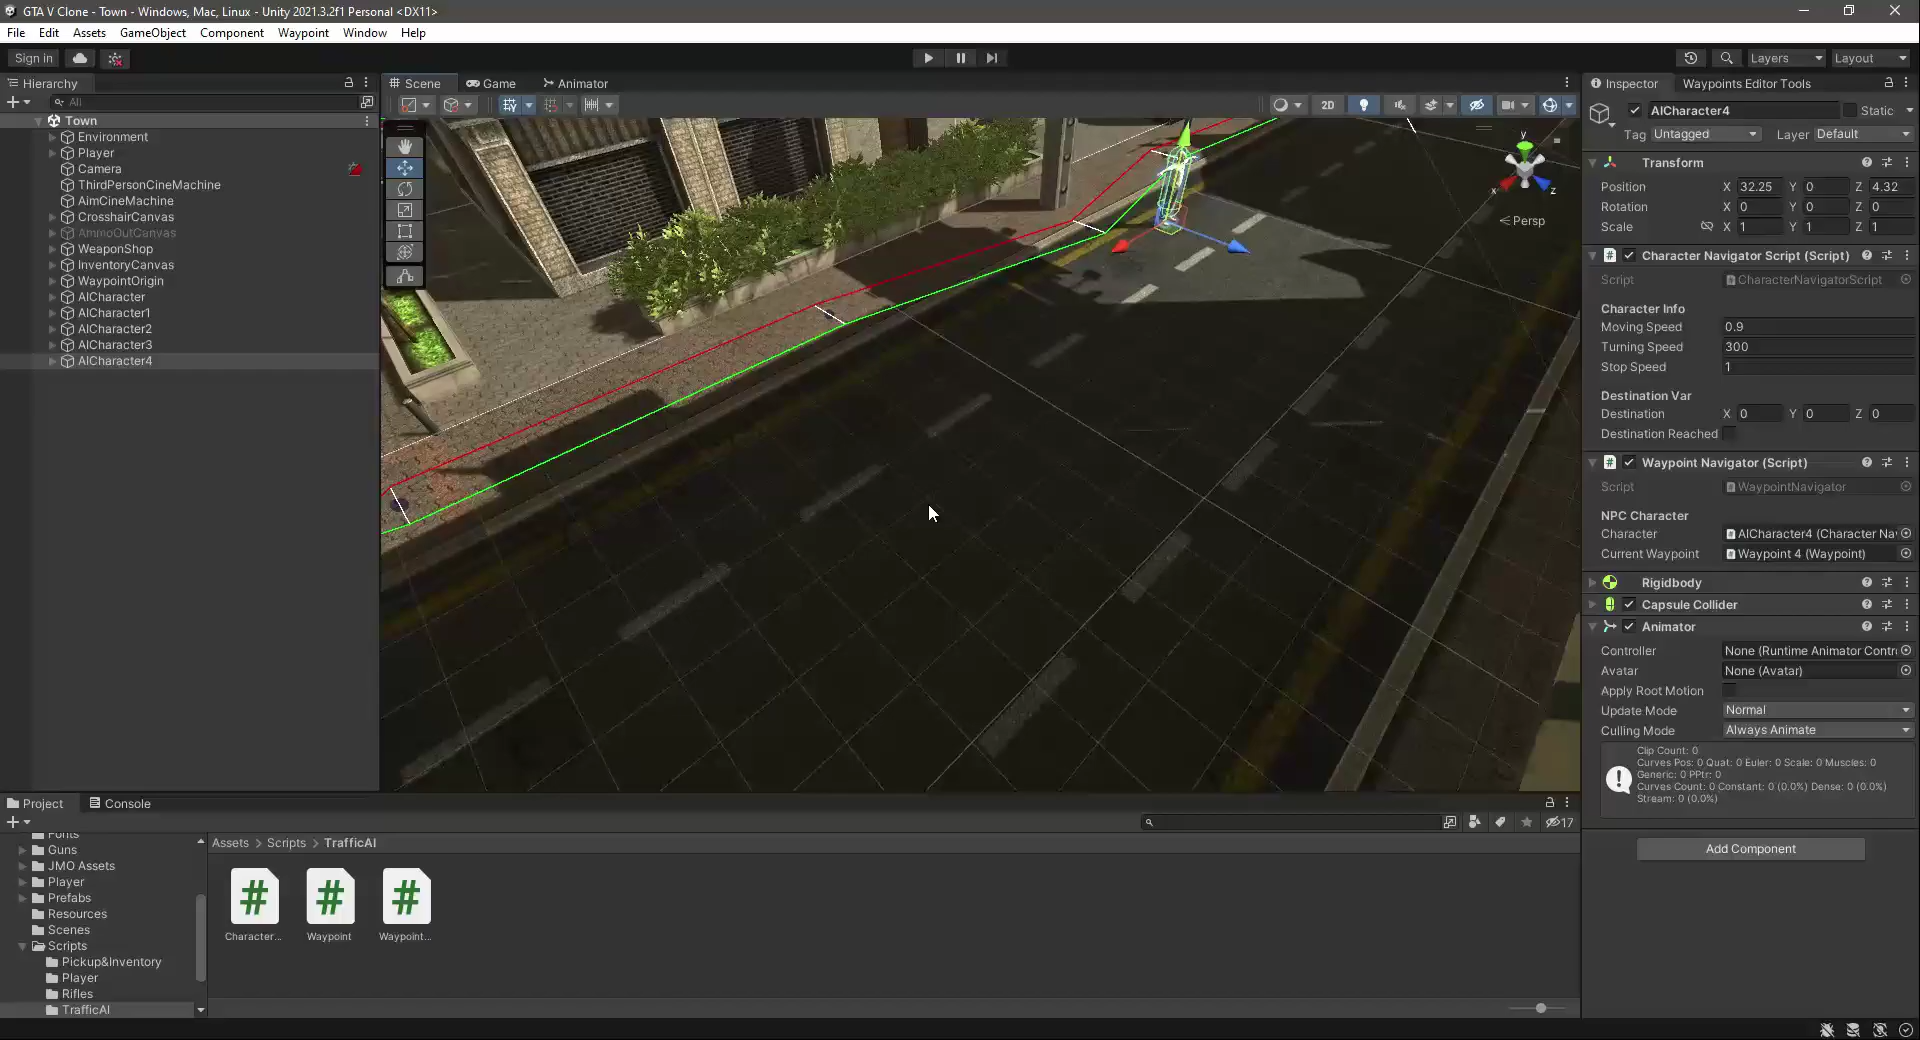 GTA V Clone - Town - Windows, Mac, Linux - Unity 2021.3.2f1 Personal <DX11>
File Edit Assets GameObject Component Waypoint Window Help
Sign in Layers Layout
Hierarchy
All
Town
Environment
Player
Camera
ThirdPersonCineMachine
AimCineMachine
CrosshairCanvas
AmmoOutCanvas
WeaponShop
InventoryCanvas
WaypointOrigin
AICharacter
AICharacter1
AICharacter2
AICharacter3
AICharacter4
Scene Game Animator
2D
y
x z
Persp
Inspector Waypoints Editor Tools
AICharacter4 Static
Tag Untagged Layer Default
Transform
Position X 32.25 Y 0 Z 4.32
Rotation X 0 Y 0 Z 0
Scale X 1 Y 1 Z 1
Character Navigator Script (Script)
Script CharacterNavigatorScript
Character Info
Moving Speed 0.9
Turning Speed 300
Stop Speed 1
Destination Var
Destination X 0 Y 0 Z 0
Destination Reached
Waypoint Navigator (Script)
Script WaypointNavigator
NPC Character
Character AICharacter4 (Character Na
Current Waypoint Waypoint 4 (Waypoint)
Rigidbody
Capsule Collider
Animator
Controller None (Runtime Animator Contr
Avatar None (Avatar)
Apply Root Motion
Update Mode Normal
Culling Mode Always Animate
Clip Count: 0
Curves Pos: 0 Quat: 0 Euler: 0 Scale: 0 Muscles: 0
Generic: 0 PPtr: 0
Curves Count: 0 Constant: 0 (0.0%) Dense: 0 (0.0%)
Stream: 0 (0.0%)
Add Component
Project Console
17
Fonts
Guns
JMO Assets
Player
Prefabs
Resources
Scenes
Scripts
Pickup&Inventory
Player
Rifles
TrafficAI
Assets > Scripts > TrafficAI
Character... Waypoint Waypoint...